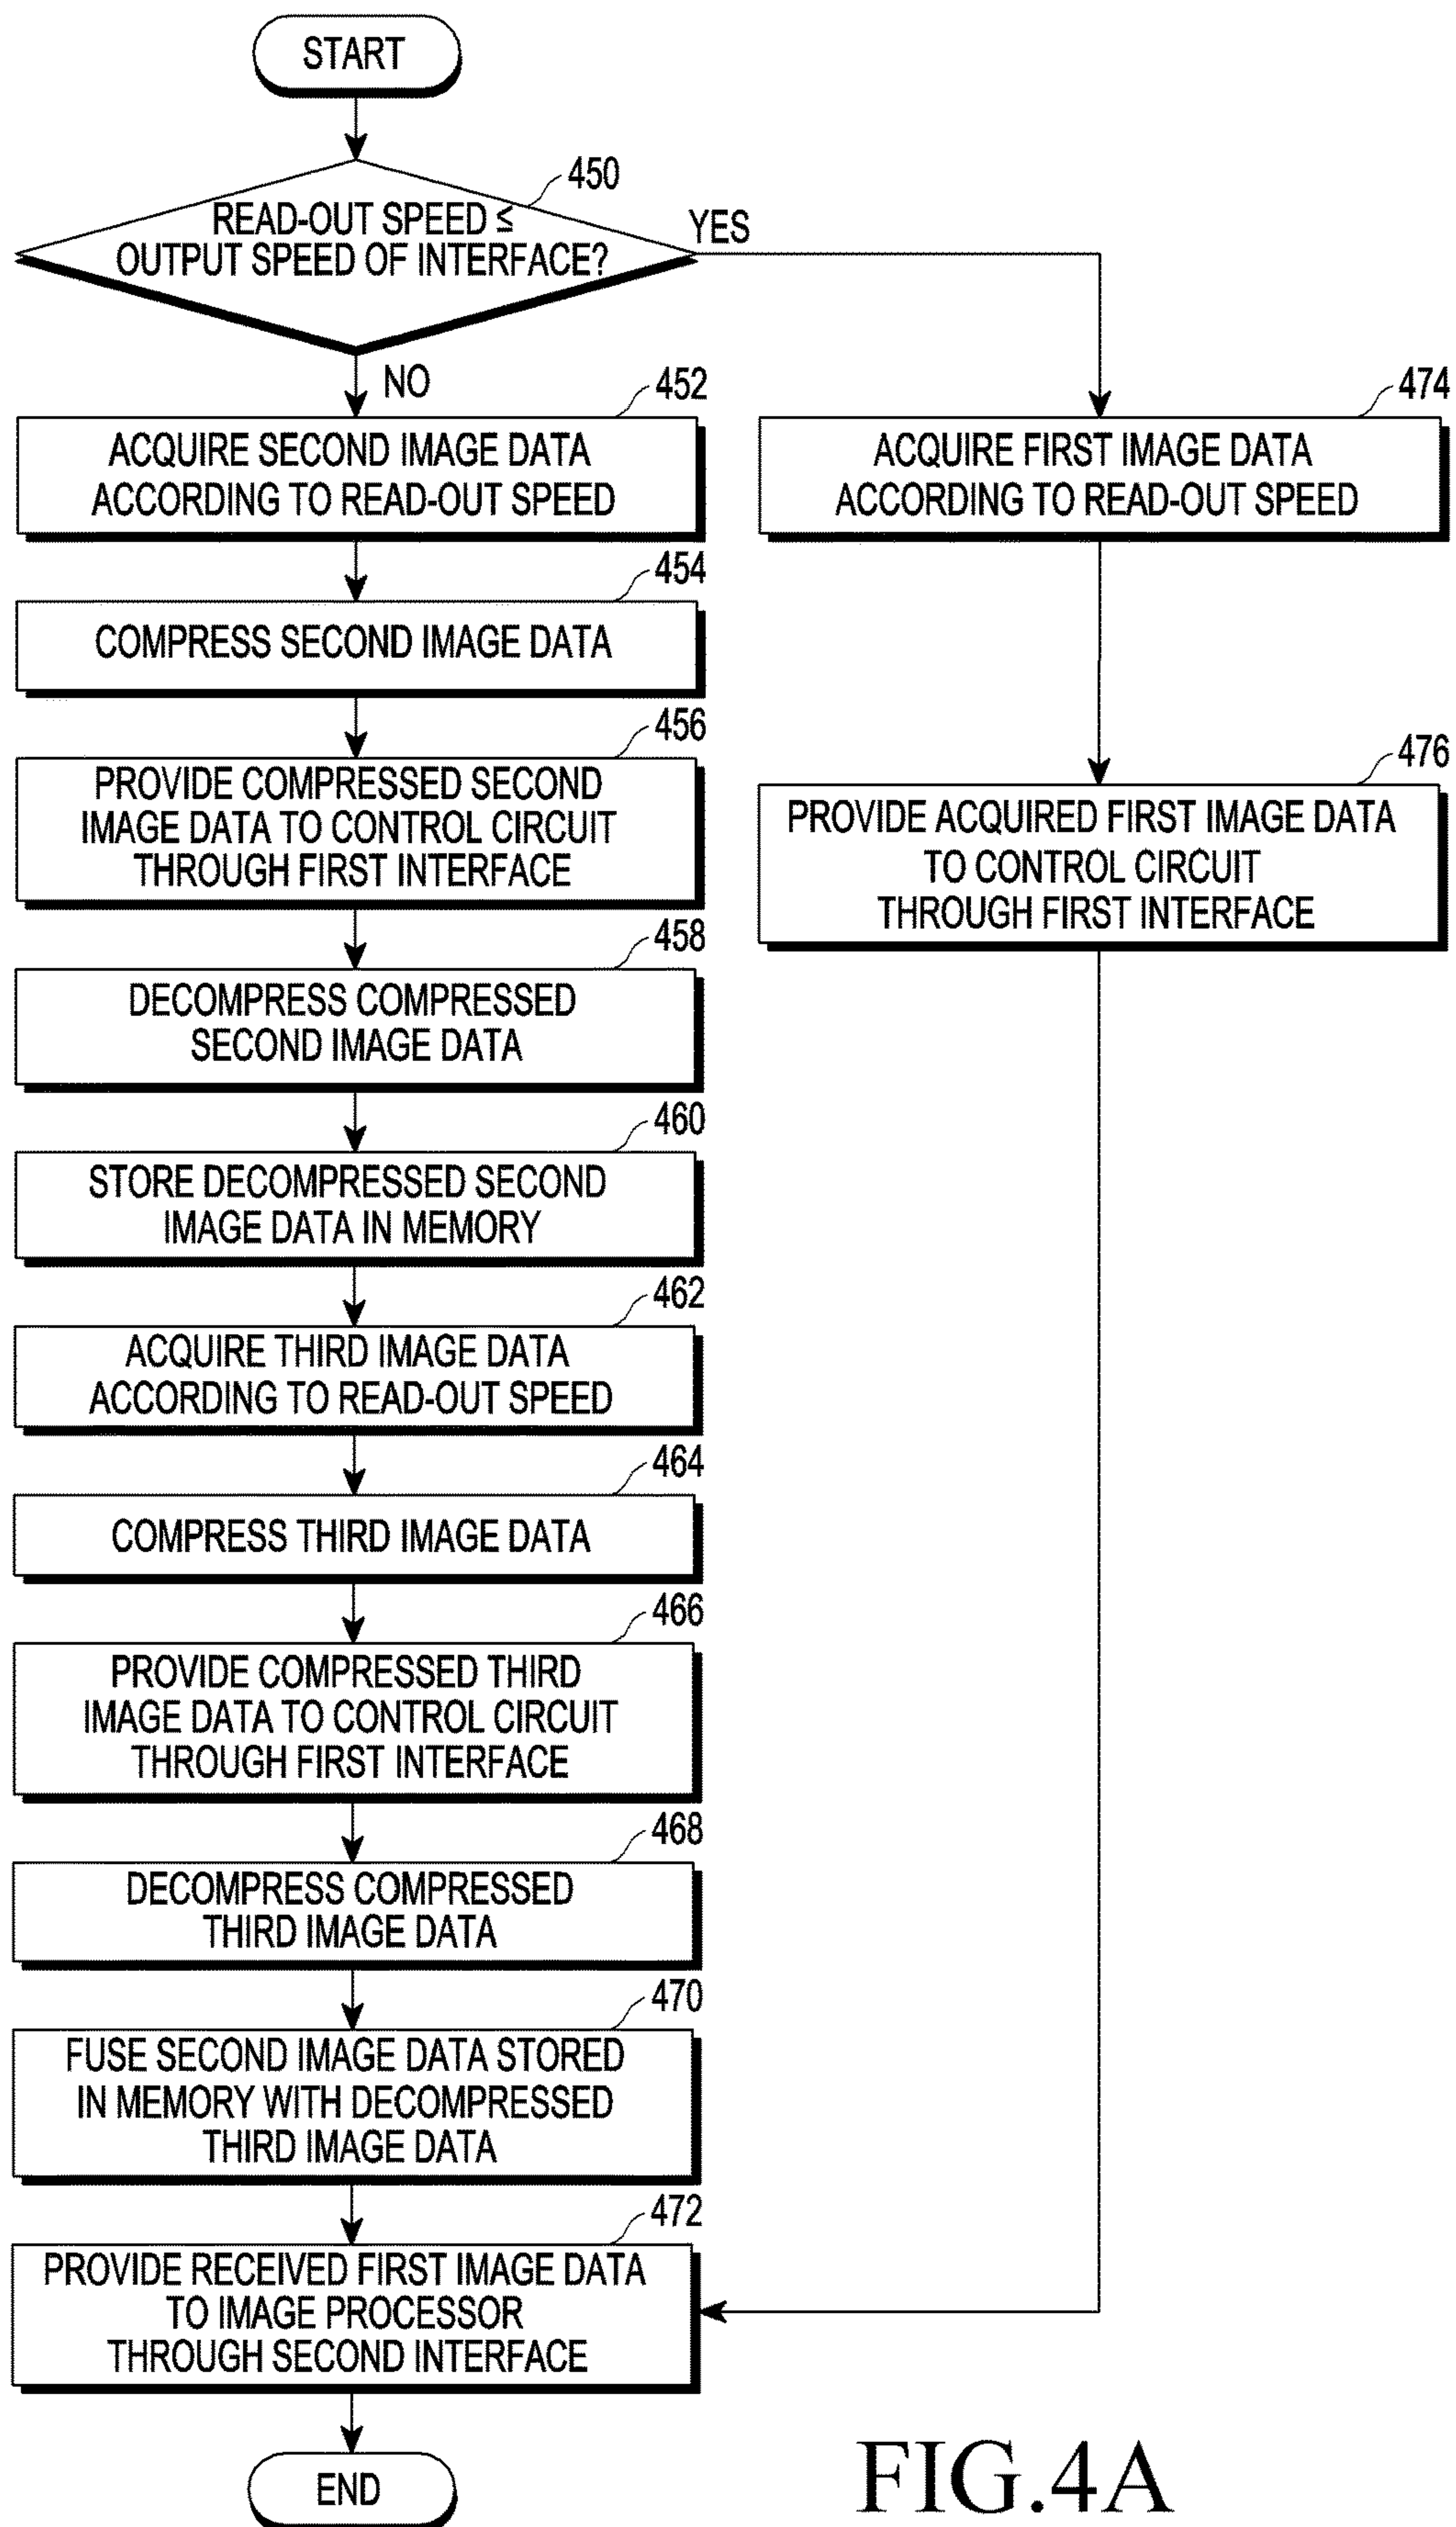 START
450
READ-OUT SPEED ≤
OUTPUT SPEED OF INTERFACE?
YES
NO
452
ACQUIRE SECOND IMAGE DATA
ACCORDING TO READ-OUT SPEED
454
COMPRESS SECOND IMAGE DATA
456
PROVIDE COMPRESSED SECOND
IMAGE DATA TO CONTROL CIRCUIT
THROUGH FIRST INTERFACE
458
DECOMPRESS COMPRESSED
SECOND IMAGE DATA
460
STORE DECOMPRESSED SECOND
IMAGE DATA IN MEMORY
462
ACQUIRE THIRD IMAGE DATA
ACCORDING TO READ-OUT SPEED
464
COMPRESS THIRD IMAGE DATA
466
PROVIDE COMPRESSED THIRD
IMAGE DATA TO CONTROL CIRCUIT
THROUGH FIRST INTERFACE
468
DECOMPRESS COMPRESSED
THIRD IMAGE DATA
470
FUSE SECOND IMAGE DATA STORED
IN MEMORY WITH DECOMPRESSED
THIRD IMAGE DATA
472
PROVIDE RECEIVED FIRST IMAGE DATA
TO IMAGE PROCESSOR
THROUGH SECOND INTERFACE
END
474
ACQUIRE FIRST IMAGE DATA
ACCORDING TO READ-OUT SPEED
476
PROVIDE ACQUIRED FIRST IMAGE DATA
TO CONTROL CIRCUIT
THROUGH FIRST INTERFACE
FIG.4A